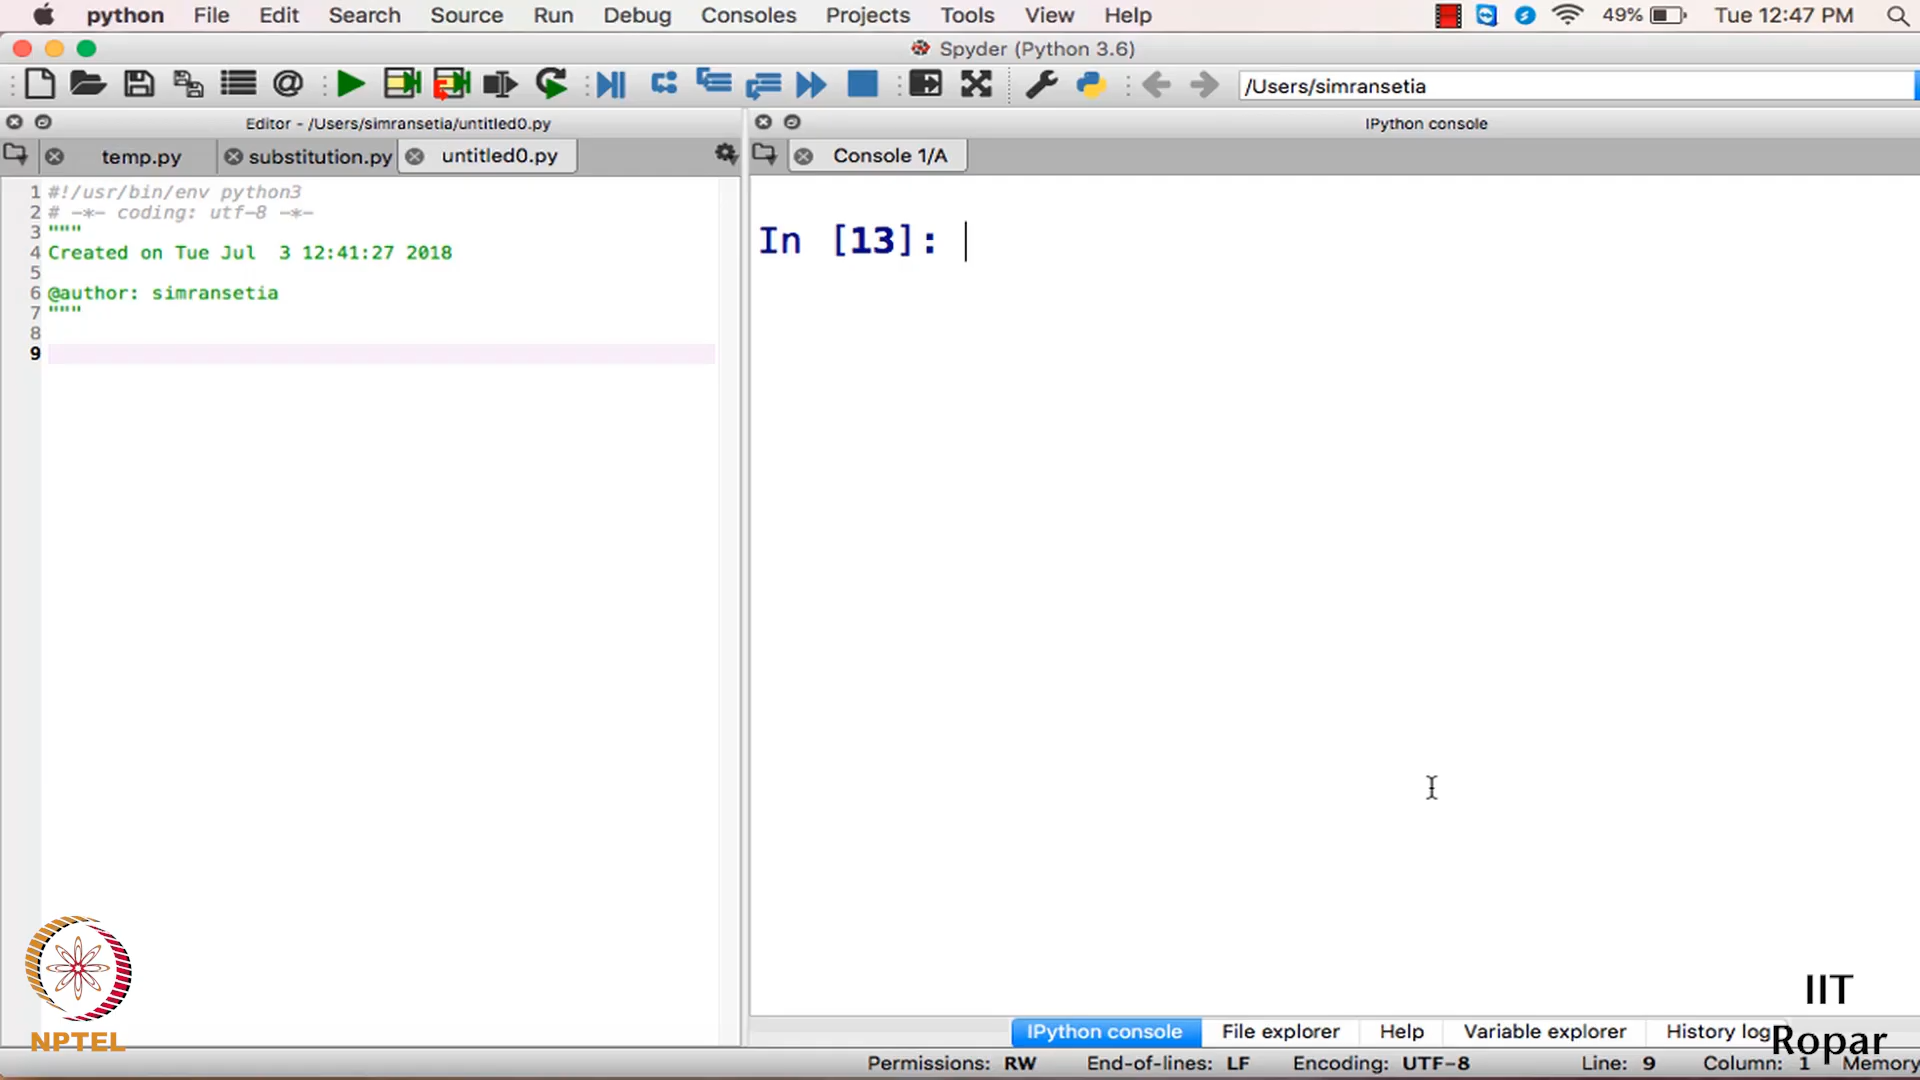 python File Edit Search Source Run Debug Consoles Projects Tools View Help 49% Tue 12:47 PM
Spyder (Python 3.6)
/Users/simransetia
Editor - /Users/simransetia/untitled0.py
IPython console
temp.py substitution.py untitled0.py
Console 1/A
1 #!/usr/bin/env python3
2 # -*- coding: utf-8 -*-
3 """
4 Created on Tue Jul  3 12:41:27 2018
5
6 @author: simransetia
7 """
8
9
In [13]:
NPTEL
IIT
Ropar
IPython console File explorer Help Variable explorer History log
Permissions: RW End-of-lines: LF Encoding: UTF-8 Line: 9 Column: 1 Memory